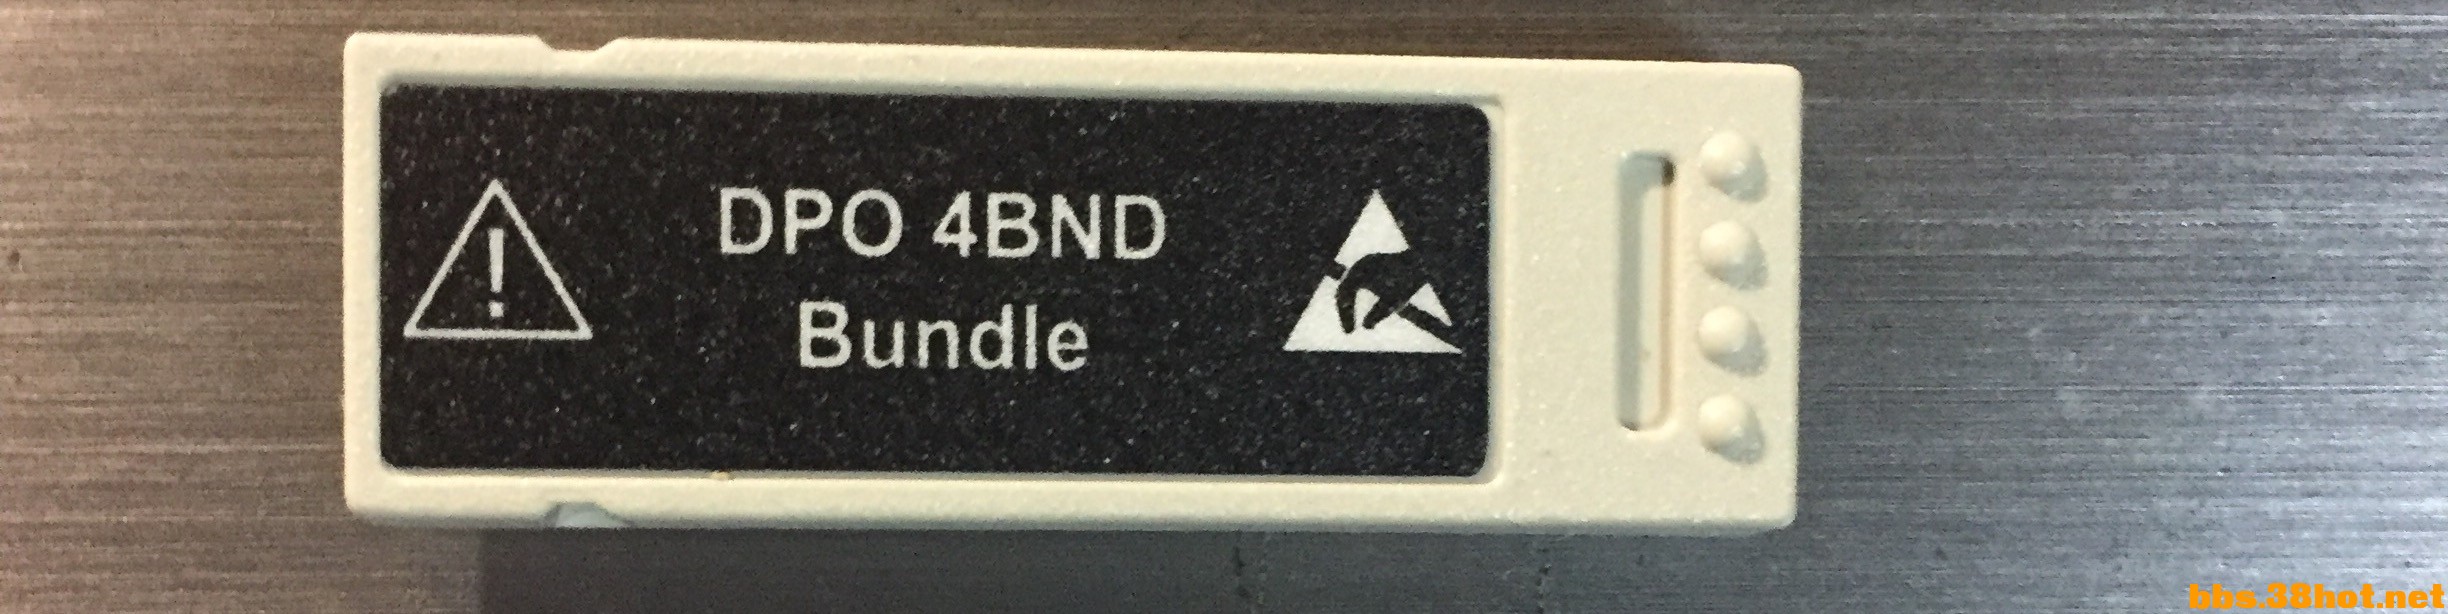 DPO 4BND
Bundle
bbs.38hot.net